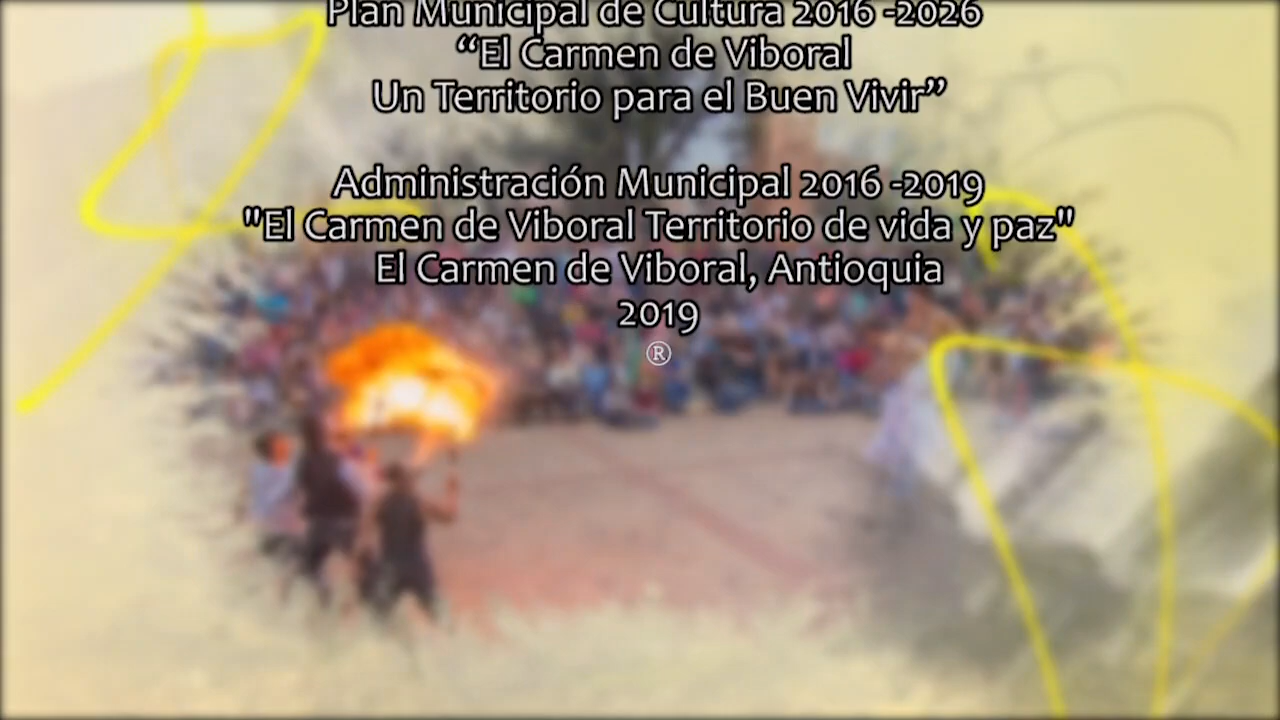 Plan Municipal de Cultura 2016 -2026
“El Carmen de Viboral
Un Territorio para el Buen Vivir”
Administración Municipal 2016 -2019
"El Carmen de Viboral Territorio de vida y paz"
El Carmen de Viboral, Antioquia
2019
®